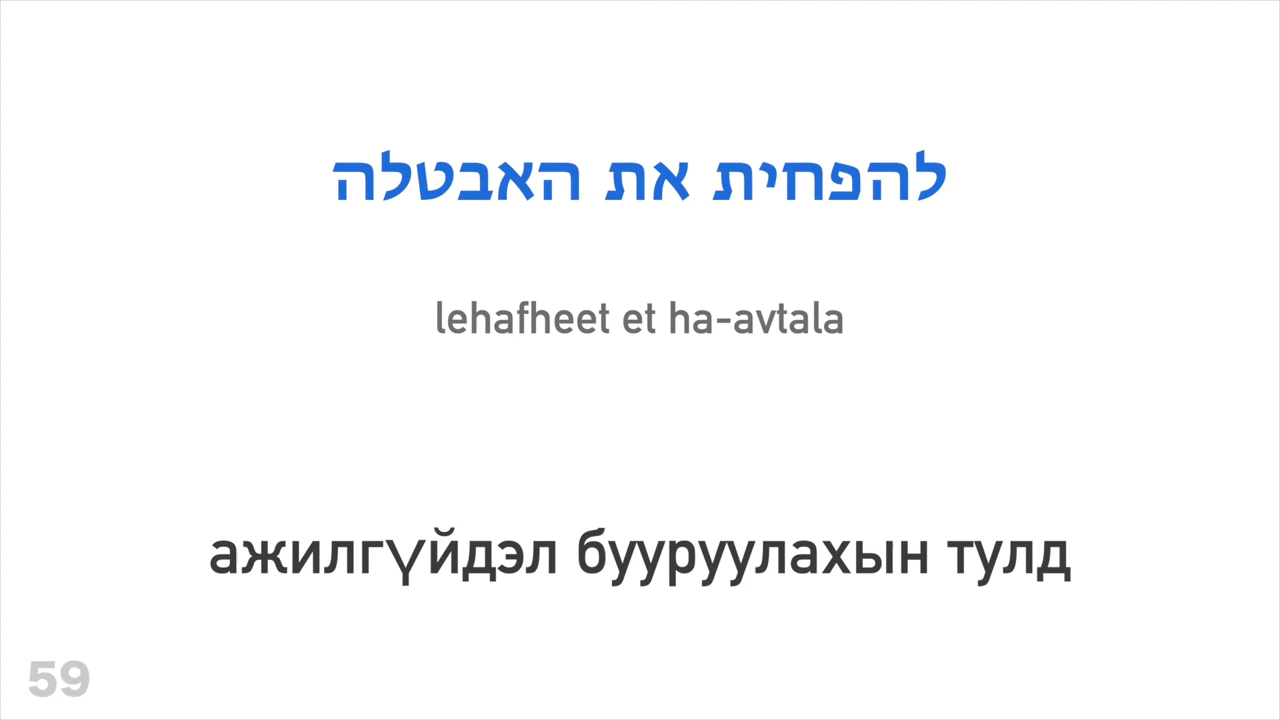 להפחית את האבטלה
lehafheet et ha-avtala
ажилгүйдэл бууруулахын тулд
59